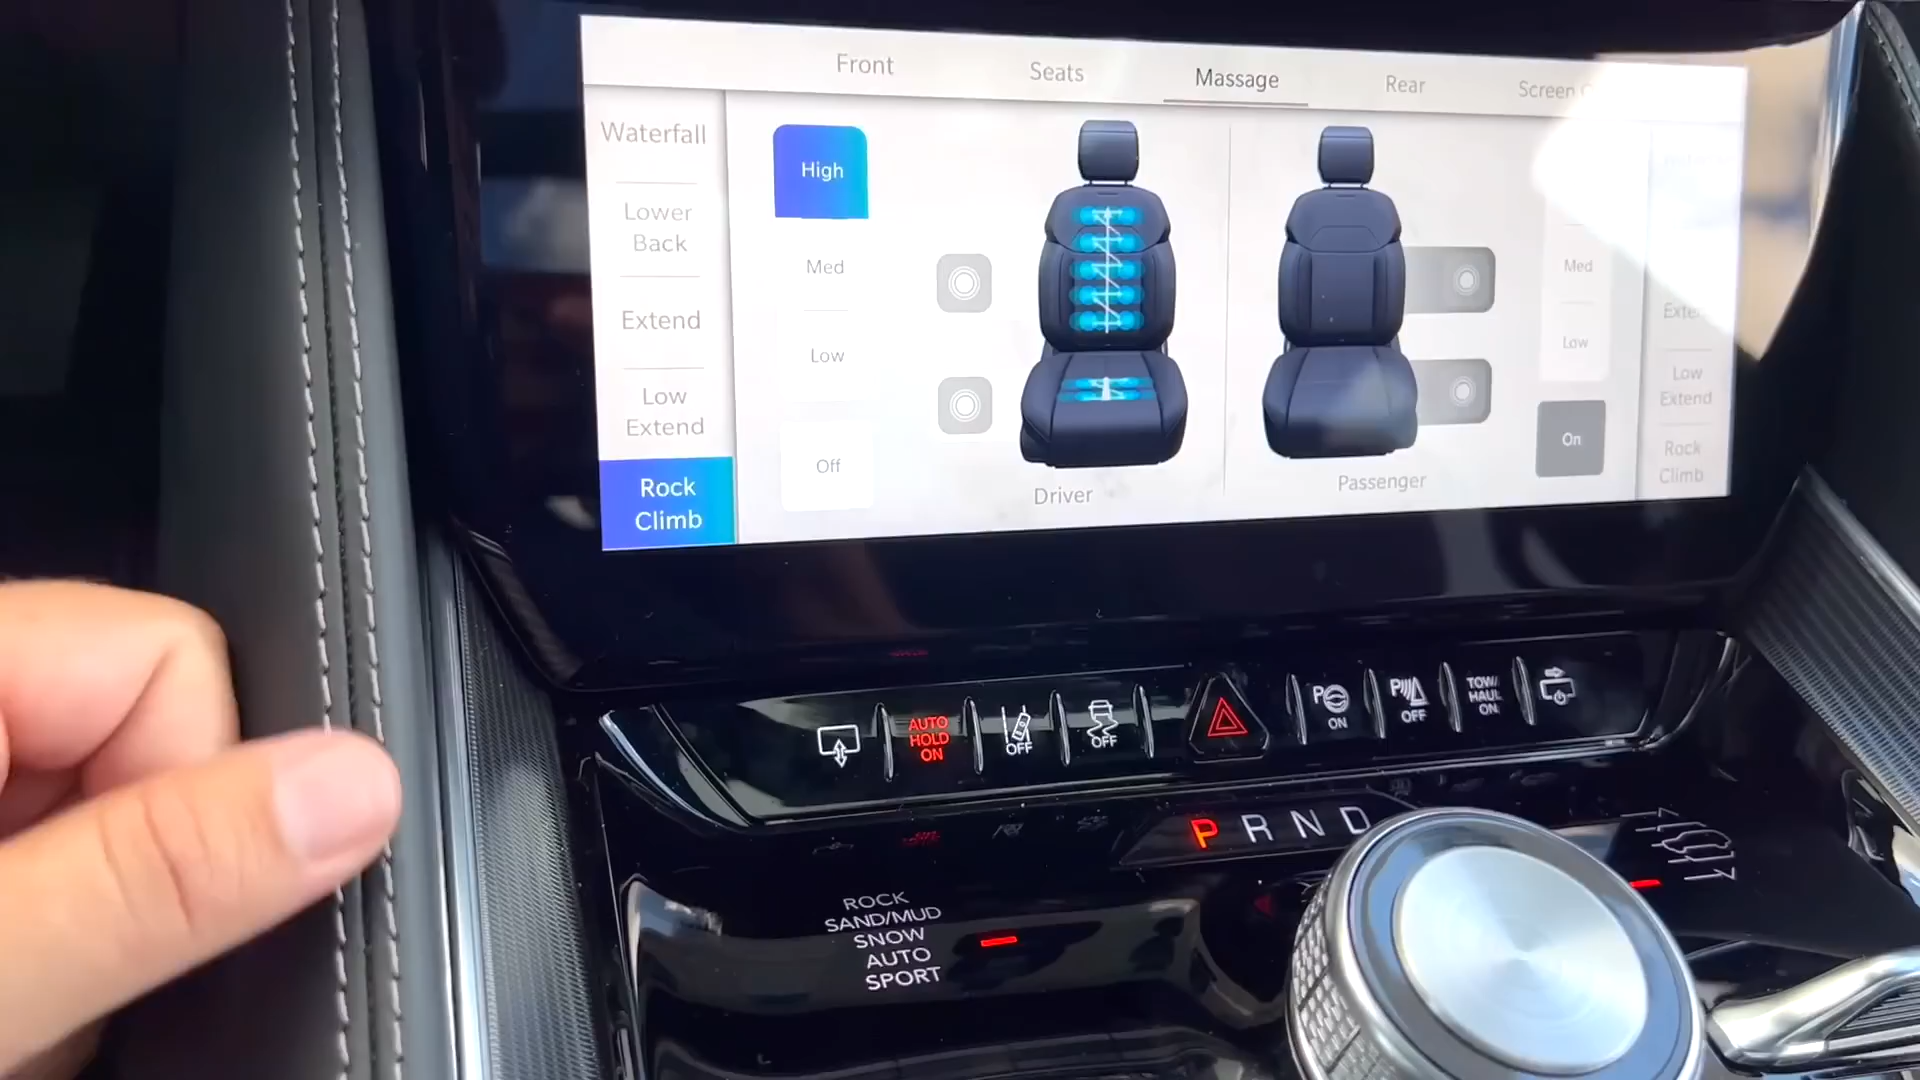 Front
Seats
Massage
Rear
Screen
Waterfall
Lower
Back
Extend
Low
Extend
Rock
Climb
High
Med
Low
Off
Driver
Passenger
Med
Low
On
Low
Extend
Rock
Climb
AUTO
HOLD
ON
OFF
OFF
P
ON
P
OFF
TOW/
HAUL
ON
P R N D
ROCK
SAND/MUD
SNOW
AUTO
SPORT